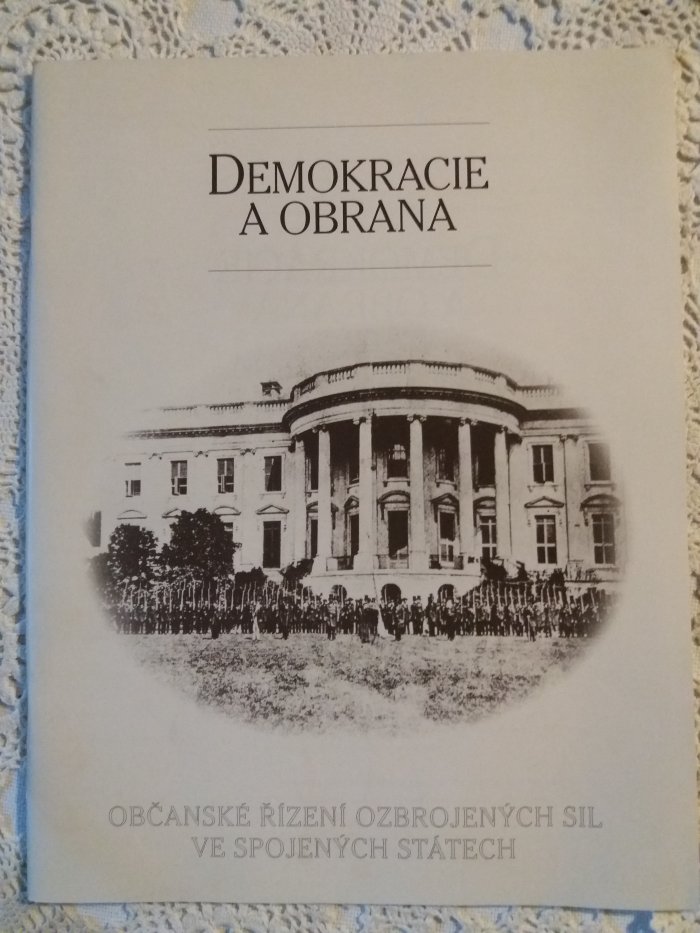 DEMOKRACIE
A OBRANA
OBČANSKÉ ŘÍZENÍ OZBROJENÝCH SIL
VE SPOJENÝCH STÁTECH